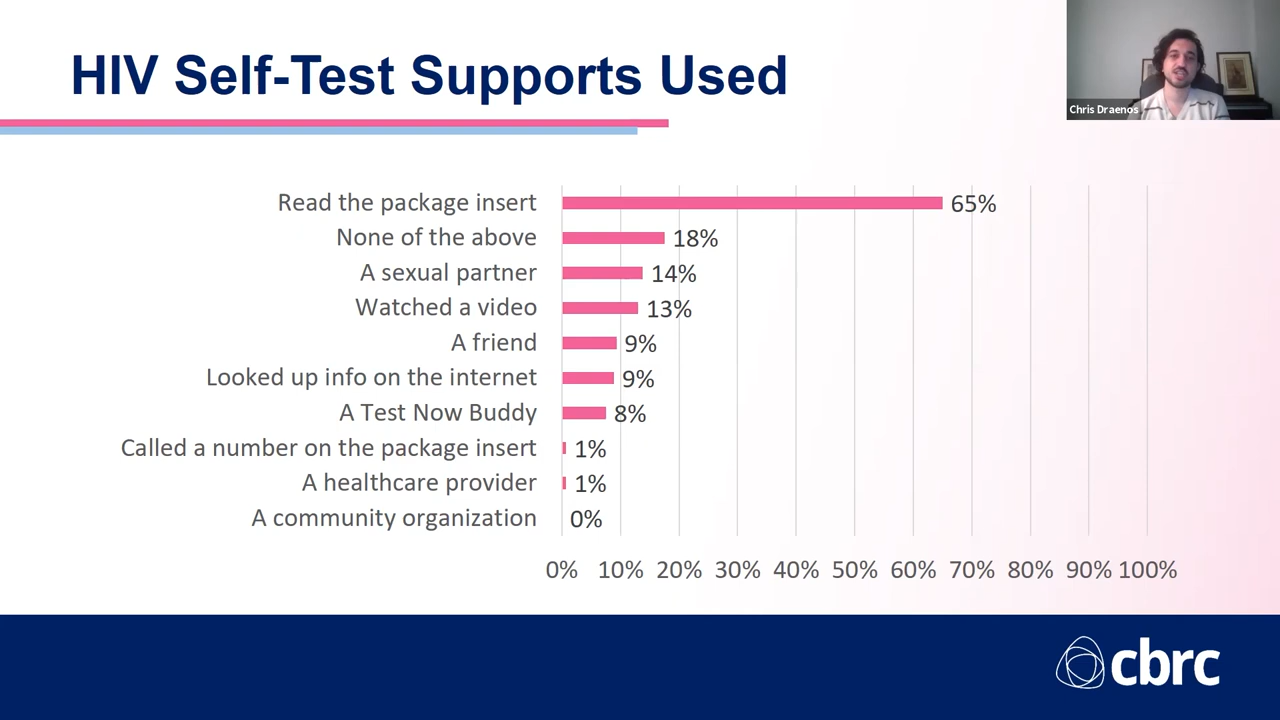 HIV Self-Test Supports Used
Chris Draenos
Read the package insert 65%
None of the above 18%
A sexual partner 14%
Watched a video 13%
A friend 9%
Looked up info on the internet 9%
A Test Now Buddy 8%
Called a number on the package insert 1%
A healthcare provider 1%
A community organization 0%
0% 10% 20% 30% 40% 50% 60% 70% 80% 90% 100%
cbrc